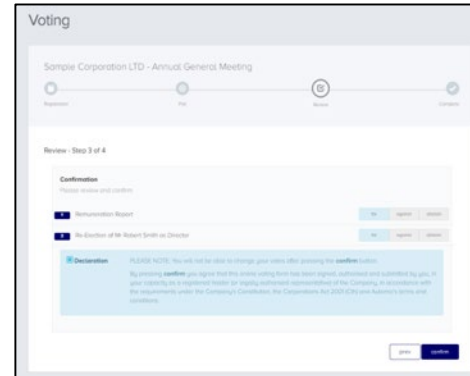 Voting
Sample Corporation LTD - Annual General Meeting
Registration
Vote
Review
Complete
Review - Step 3 of 4
Confirmation
Please review and confirm
Remuneration Report
for
against
abstain
Re-Election of Mr Robert Smith as Director
for
against
abstain
Declaration
PLEASE NOTE: You will not be able to change your votes after pressing the confirm button
By pressing confirm you agree that this online voting form has been signed, authorised and submitted by you, in
your capacity as a registered holder (or equity authorised representative) of the Company, in accordance with
the requirements under the Company's Constitution, the Corporations Act 2001 (Cth) and Automic's terms and
conditions.
prev
confirm